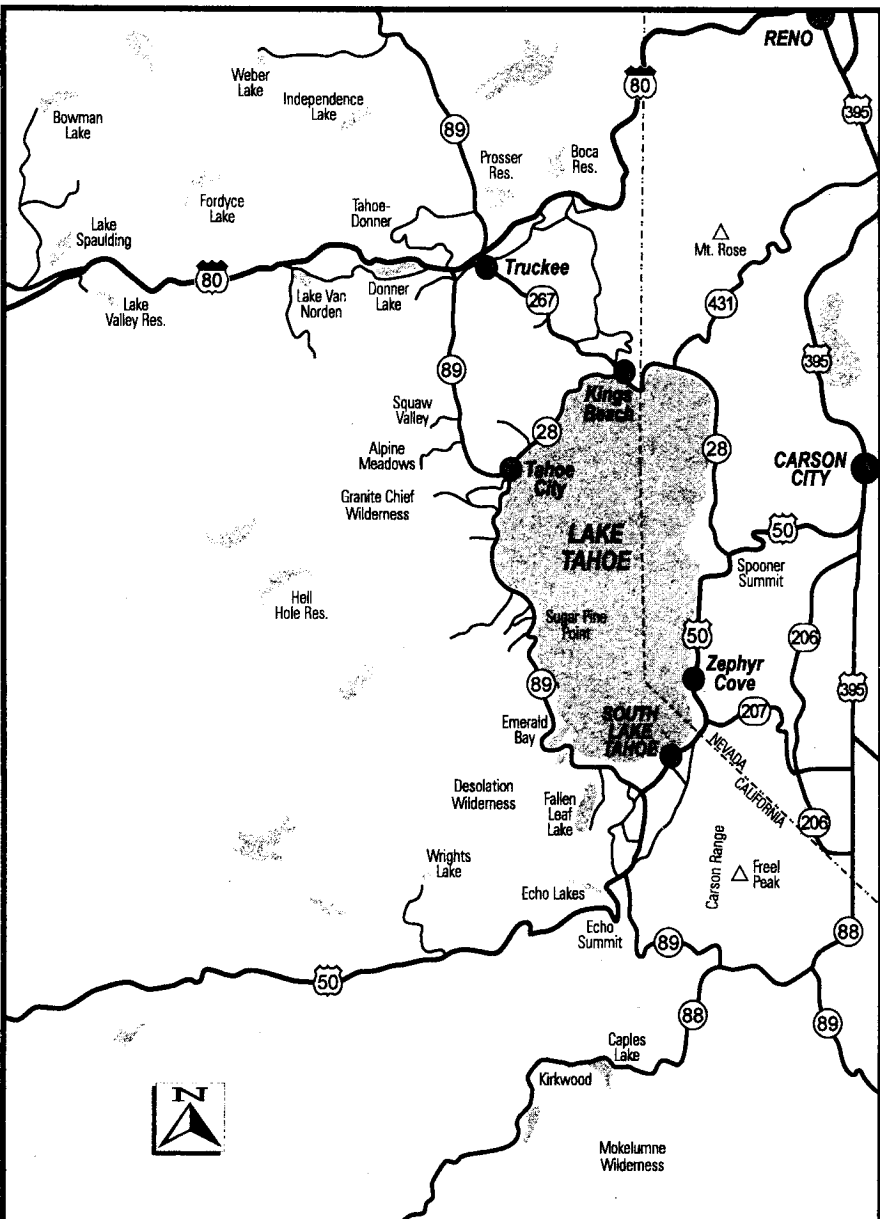 RENO
Weber
Lake
Independence
Lake
80
395
Bowman
Lake
89
Prosser
Res.
Boca
Res.
Tahoe-
Donner
Fordyce
Lake
Lake
Spaulding
Mt. Rose
Truckee
80
Lake
Valley Res.
Lake Van
Norden
Donner
Lake
267
431
395
89
Kings
Beach
Squaw
Valley
28
28
Alpine
Meadows
CARSON
CITY
Tahoe
City
Granite Chief
Wilderness
LAKE
TAHOE
50
Spooner
Summit
Hell
Hole Res.
Sugar Pine
Point
50
206
Zephyr
Cove
89
395
207
Emerald
Bay
SOUTH
LAKE
TAHOE
NEVADA
CALIFORNIA
Desolation
Wilderness
Fallen
Leaf
Lake
206
Wrights
Lake
Carson Range
Freel
Peak
Echo Lakes
Echo
Summit
89
88
50
88
89
Caples
Lake
Kirkwood
N
Mokelumne
Wilderness